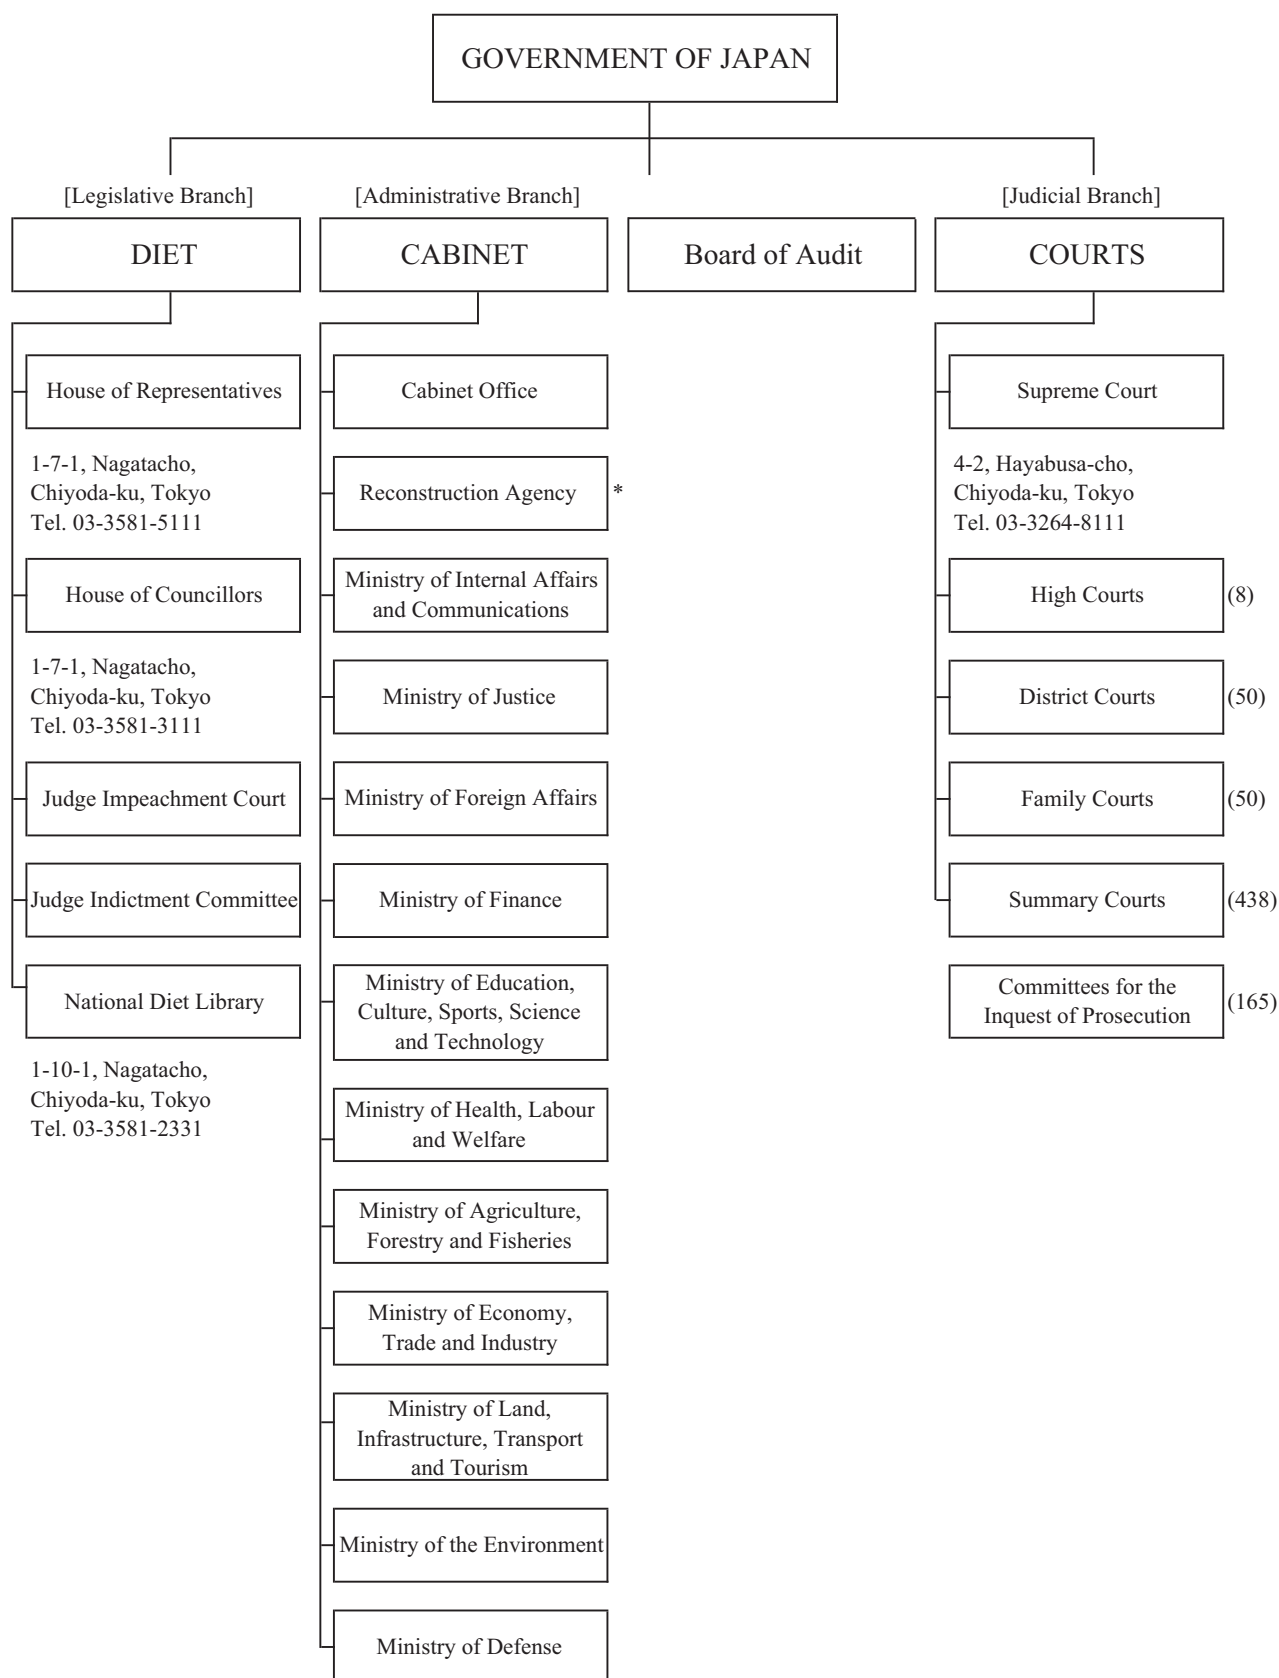 GOVERNMENT OF JAPAN
[Legislative Branch]
DIET
House of Representatives
1-7-1, Nagatacho,
Chiyoda-ku, Tokyo
Tel. 03-3581-5111
House of Councillors
1-7-1, Nagatacho,
Chiyoda-ku, Tokyo
Tel. 03-3581-3111
Judge Impeachment Court
Judge Indictment Committee
National Diet Library
1-10-1, Nagatacho,
Chiyoda-ku, Tokyo
Tel. 03-3581-2331
[Administrative Branch]
CABINET
Cabinet Office
Reconstruction Agency *
Ministry of Internal Affairs
and Communications
Ministry of Justice
Ministry of Foreign Affairs
Ministry of Finance
Ministry of Education,
Culture, Sports, Science
and Technology
Ministry of Health, Labour
and Welfare
Ministry of Agriculture,
Forestry and Fisheries
Ministry of Economy,
Trade and Industry
Ministry of Land,
Infrastructure, Transport
and Tourism
Ministry of the Environment
Ministry of Defense
Board of Audit
[Judicial Branch]
COURTS
Supreme Court
4-2, Hayabusa-cho,
Chiyoda-ku, Tokyo
Tel. 03-3264-8111
High Courts (8)
District Courts (50)
Family Courts (50)
Summary Courts (438)
Committees for the
Inquest of Prosecution (165)